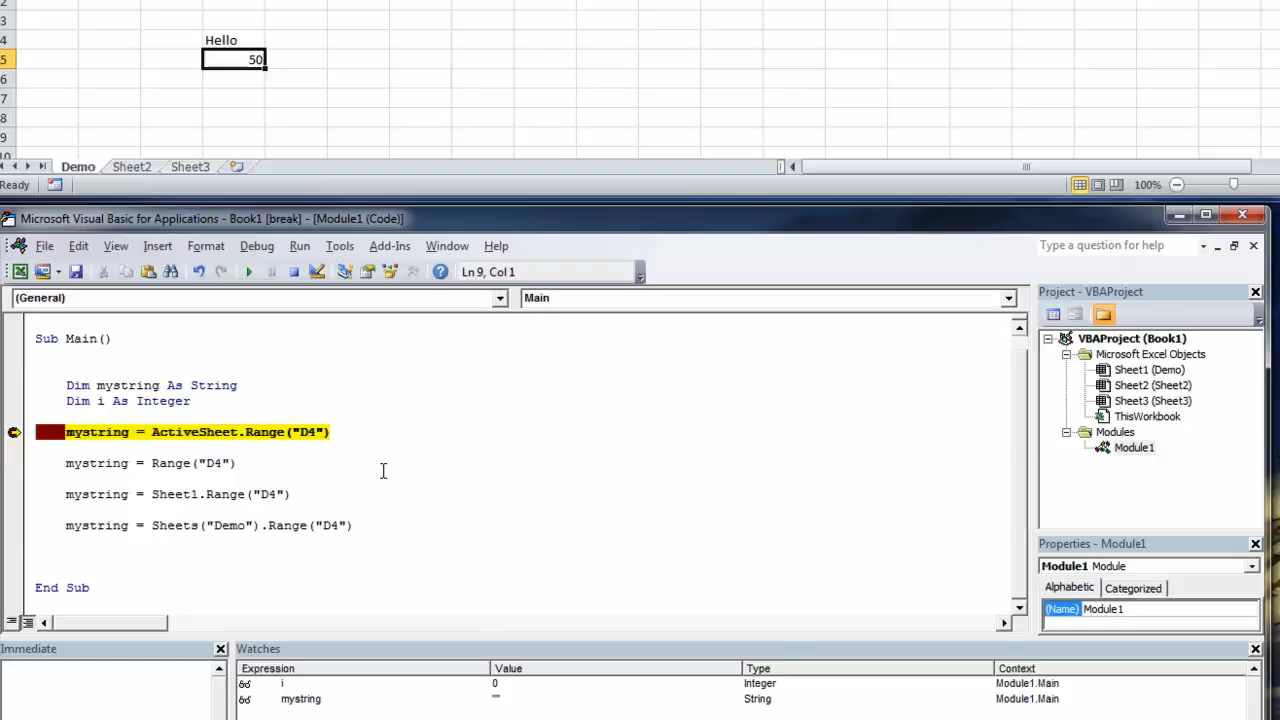 2
3
4 Hello
5 50
6
7
8
9
10
Demo Sheet2 Sheet3
Ready 100%
Microsoft Visual Basic for Applications - Book1 [break] - [Module1 (Code)]
File Edit View Insert Format Debug Run Tools Add-Ins Window Help Type a question for help
Ln 9, Col 1
(General) Main
Project - VBAProject
Sub Main()
VBAProject (Book1)
Microsoft Excel Objects
Sheet1 (Demo)
Dim mystring As String
Sheet2 (Sheet2)
Dim i As Integer
Sheet3 (Sheet3)
ThisWorkbook
mystring = ActiveSheet.Range("D4")
Modules
Module1
mystring = Range("D4")
mystring = Sheet1.Range("D4")
mystring = Sheets("Demo").Range("D4")
Properties - Module1
Module1 Module
End Sub
Alphabetic Categorized
(Name) Module1
Immediate Watches
Expression Value Type Context
i 0 Integer Module1.Main
mystring "" String Module1.Main